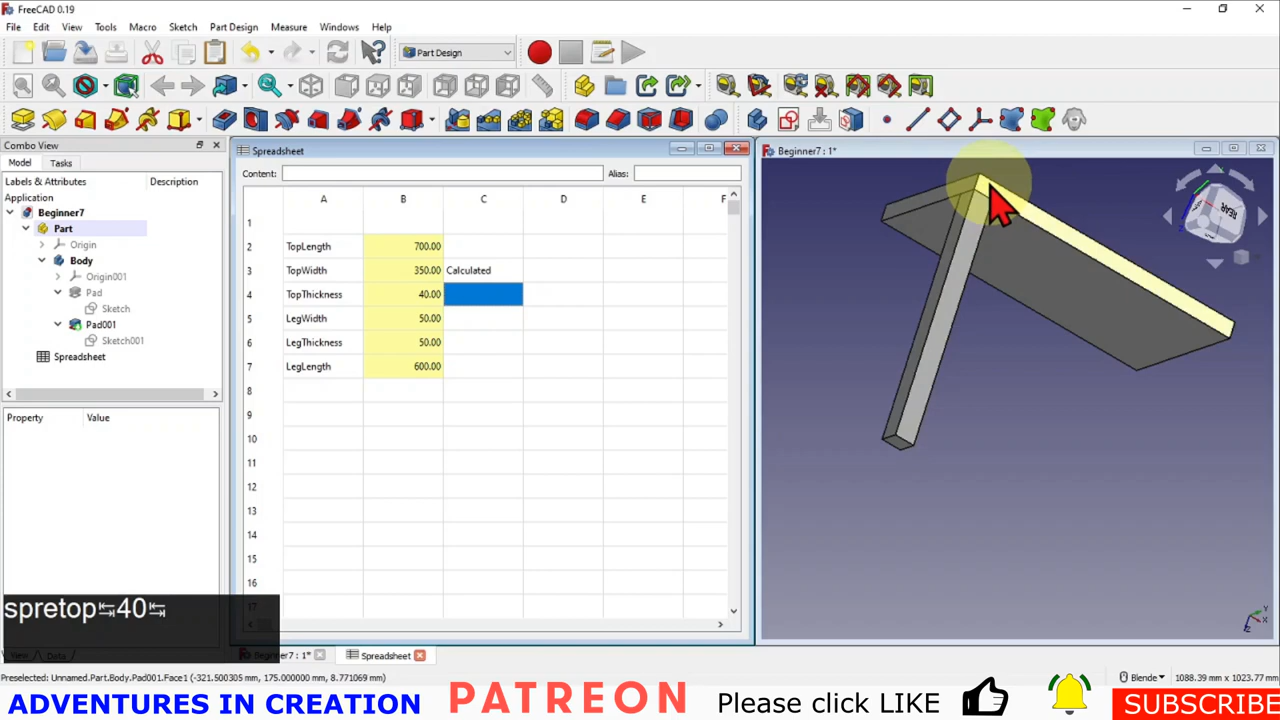 FreeCAD 0.19
File Edit View Tools Macro Sketch Part Design Measure Windows Help
Part Design
Combo View
Model Tasks
Labels & Attributes Description
Application
Beginner7
Part
Origin
Body
Origin001
Pad
Sketch
Pad001
Sketch001
Spreadsheet
Property Value
spretop↹40↹
Spreadsheet
Content: Alias:
A B C D E F
1
2 TopLength 700.00
3 TopWidth 350.00 Calculated
4 TopThickness 40.00
5 LegWidth 50.00
6 LegThickness 50.00
7 LegLength 600.00
8
9
10
11
12
13
14
15
16
17
Beginner7 : 1*
REAR
Y
X
Z
View Data
Beginner7 : 1* Spreadsheet
Preselected: Unnamed.Part.Body.Pad001.Face1 (-321.500305 mm, 175.000000 mm, 8.771069 mm) Blende 1088.39 mm x 1023.77 mm
ADVENTURES IN CREATION PATREON Please click LIKE SUBSCRIBE